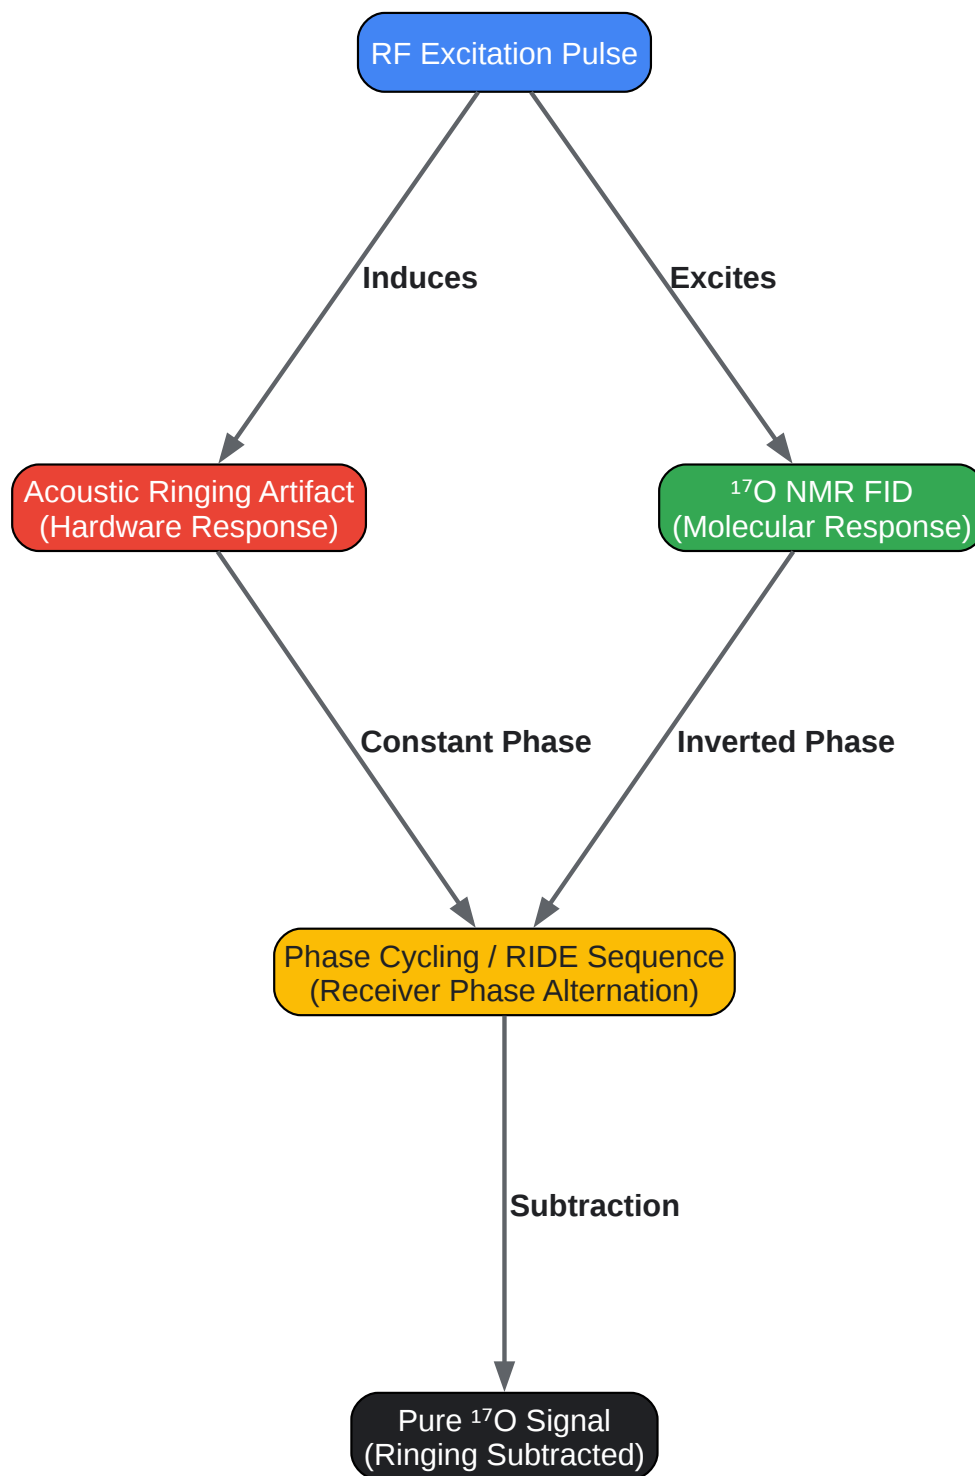 RF Excitation Pulse
Induces
Excites
Acoustic Ringing Artifact
(Hardware Response)
¹⁷O NMR FID
(Molecular Response)
Constant Phase
Inverted Phase
Phase Cycling / RIDE Sequence
(Receiver Phase Alternation)
Subtraction
Pure ¹⁷O Signal
(Ringing Subtracted)